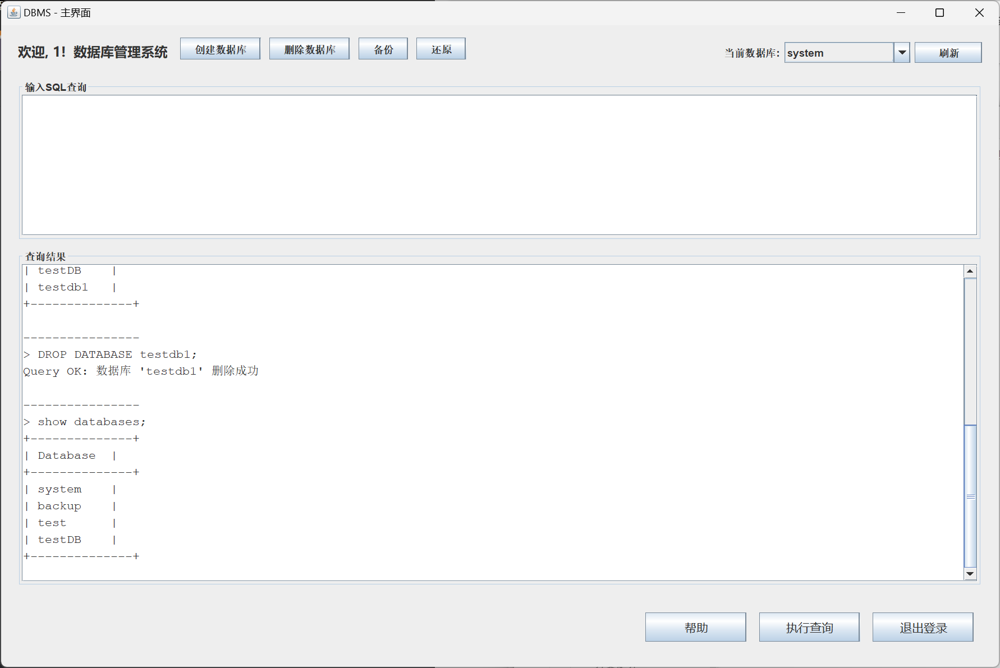 DBMS - 主界面
欢迎, 1! 数据库管理系统 创建数据库 删除数据库 备份 还原 当前数据库: system 刷新
输入SQL查询
查询结果
| testDB    |
| testdb1   |
+--------------+
----------------
> DROP DATABASE testdb1;
Query OK: 数据库 'testdb1' 删除成功
----------------
> show databases;
+--------------+
| Database  |
+--------------+
| system    |
| backup    |
| test      |
| testDB    |
+--------------+
帮助 执行查询 退出登录